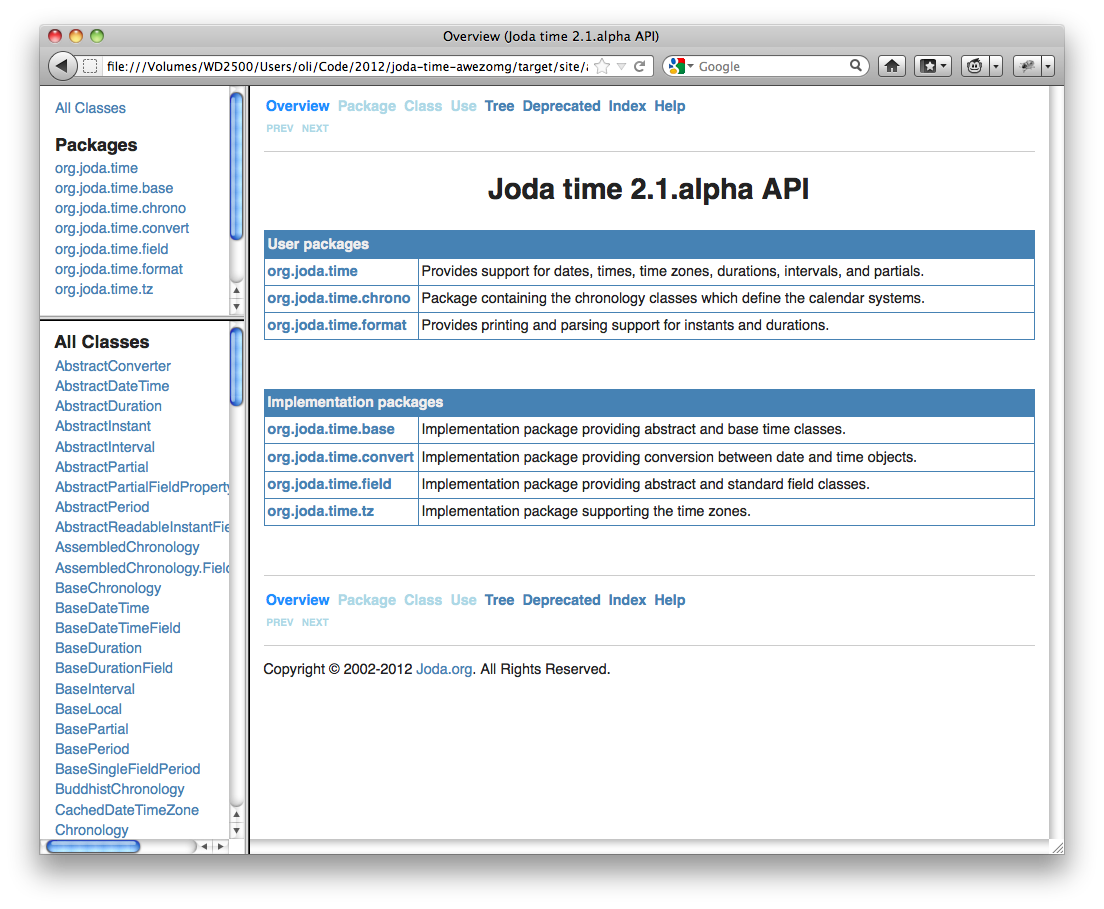 Overview (Joda time 2.1.alpha API)
file:///Volumes/WD2500/Users/oli/Code/2012/joda-time-awezomg/target/site/
Google
All Classes
Packages
org.joda.time
org.joda.time.base
org.joda.time.chrono
org.joda.time.convert
org.joda.time.field
org.joda.time.format
org.joda.time.tz
All Classes
AbstractConverter
AbstractDateTime
AbstractDuration
AbstractInstant
AbstractInterval
AbstractPartial
AbstractPartialFieldProperty
AbstractPeriod
AbstractReadableInstantFie
AssembledChronology
AssembledChronology.Field
BaseChronology
BaseDateTime
BaseDateTimeField
BaseDuration
BaseDurationField
BaseInterval
BaseLocal
BasePartial
BasePeriod
BaseSingleFieldPeriod
BuddhistChronology
CachedDateTimeZone
Chronology
Overview Package Class Use Tree Deprecated Index Help
PREV NEXT
Joda time 2.1.alpha API
User packages
org.joda.time Provides support for dates, times, time zones, durations, intervals, and partials.
org.joda.time.chrono Package containing the chronology classes which define the calendar systems.
org.joda.time.format Provides printing and parsing support for instants and durations.
Implementation packages
org.joda.time.base Implementation package providing abstract and base time classes.
org.joda.time.convert Implementation package providing conversion between date and time objects.
org.joda.time.field Implementation package providing abstract and standard field classes.
org.joda.time.tz Implementation package supporting the time zones.
Overview Package Class Use Tree Deprecated Index Help
PREV NEXT
Copyright © 2002-2012 Joda.org. All Rights Reserved.